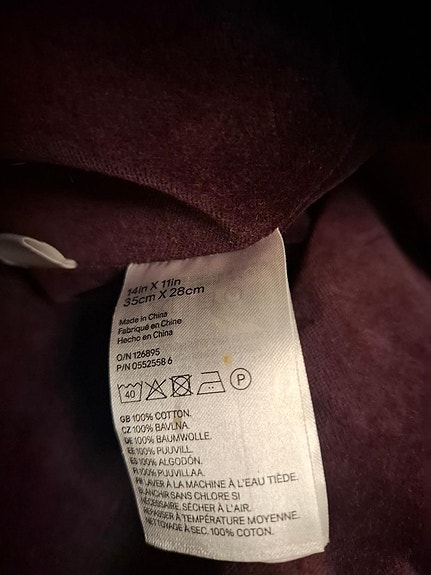 14in X 11in
35cm X 28cm
Made in China
Fabriqué en Chine
Hecho en China
O/N 126895
P/N 0552558 6
40 P
GB 100% COTTON.
CZ 100% BAVLNA.
DE 100% BAUMWOLLE.
EE 100% PUUVILL.
ES 100% ALGODÓN.
FI 100% PUUVILLAA.
FR LAVER À LA MACHINE À L'EAU TIÈDE.
BLANCHIR SANS CHLORE SI
NÉCESSAIRE. SÉCHER À L'AIR.
REPASSER À TEMPÉRATURE MOYENNE.
NETTOYAGE À SEC. 100% COTON.